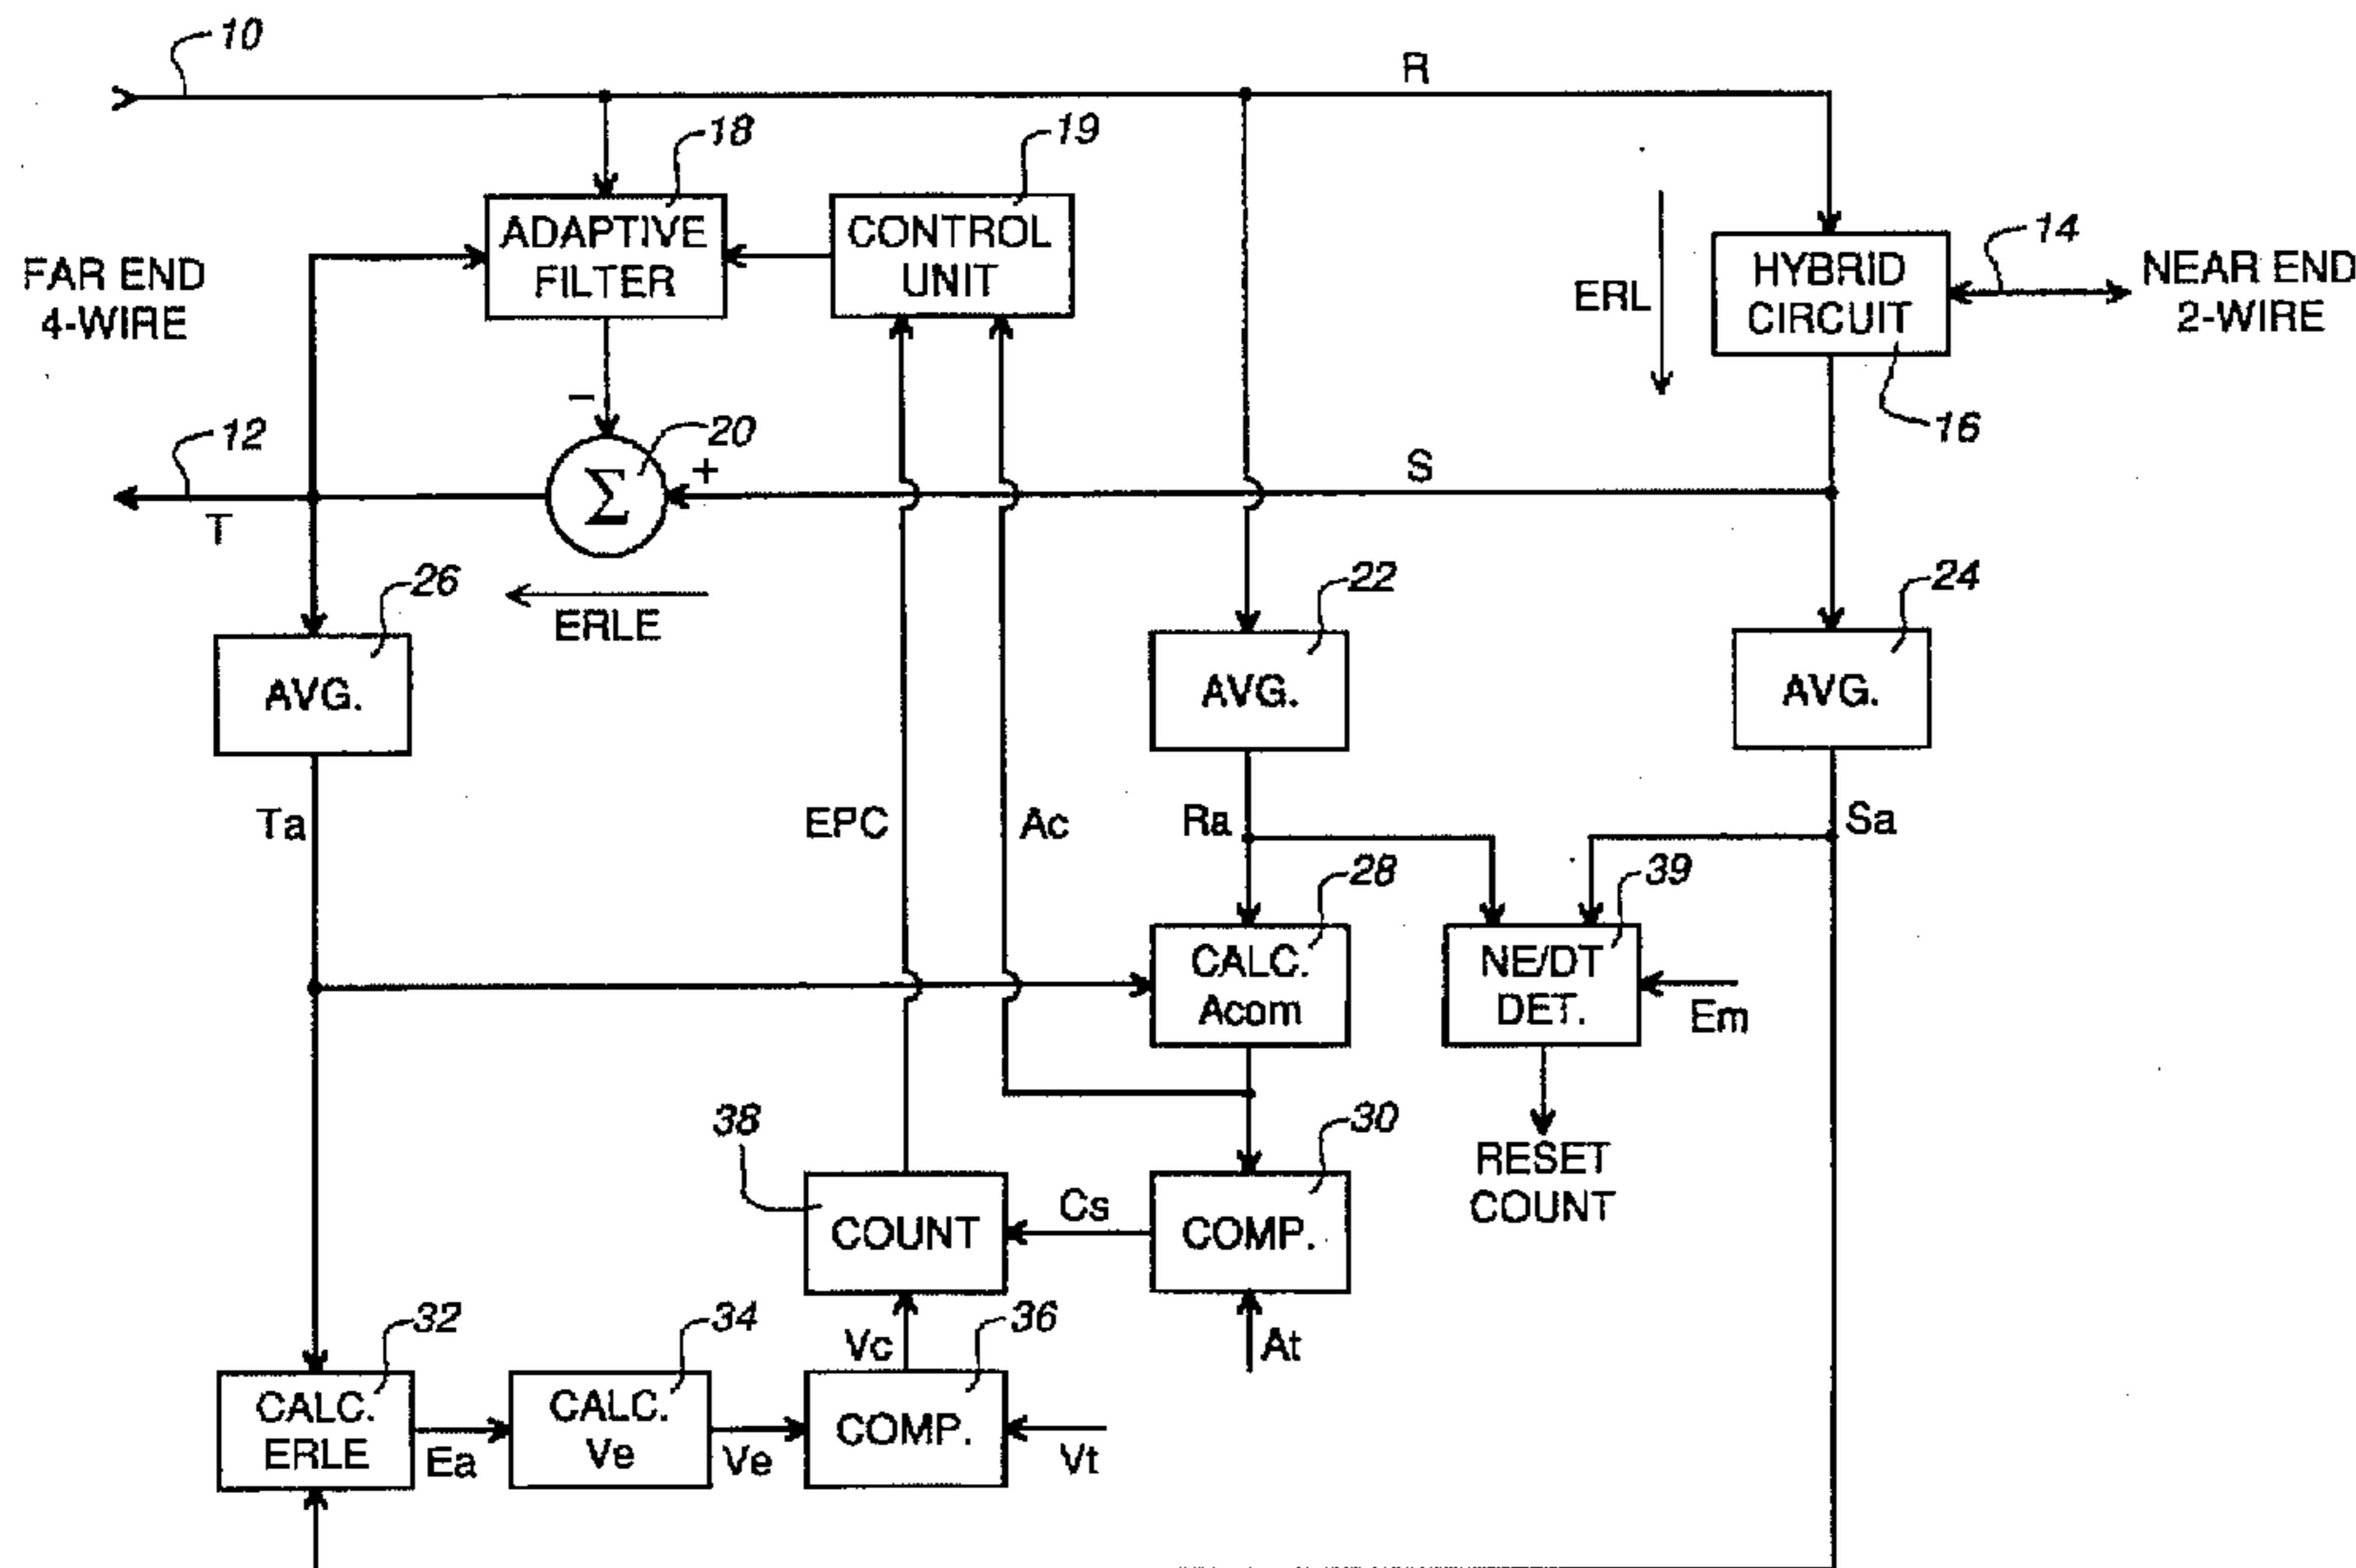 10
R
18
19
ADAPTIVE
FILTER
CONTROL
UNIT
14
FAR END
4-WIRE
ERL
HYBRID
CIRCUIT
NEAR END
2-WIRE
16
12
−
20
+
S
Σ
T
26
ERLE
22
24
AVG.
AVG.
AVG.
Ta
EPC
Ac
Ra
Sa
28
39
CALC.
Acom
NE/DT
DET.
Em
38
30
RESET
COUNT
COUNT
Cs
COMP.
32
34
Vc
36
At
CALC.
ERLE
Ea
CALC.
Ve
Ve
COMP.
Vt